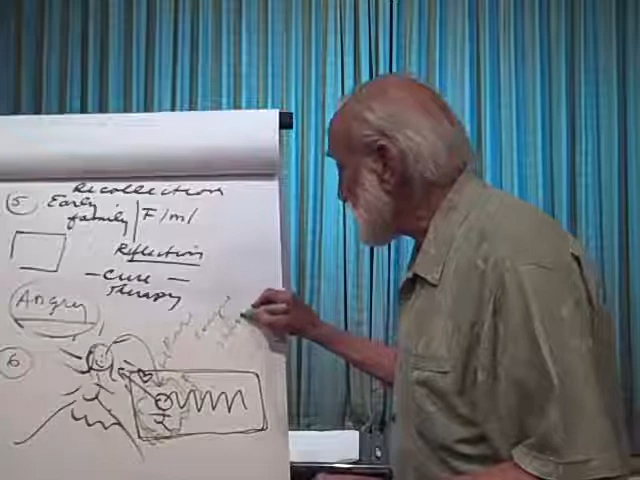 Recollection
5 Early
family F/m/
Reflection
- Cure -
Therapy
Angry
6